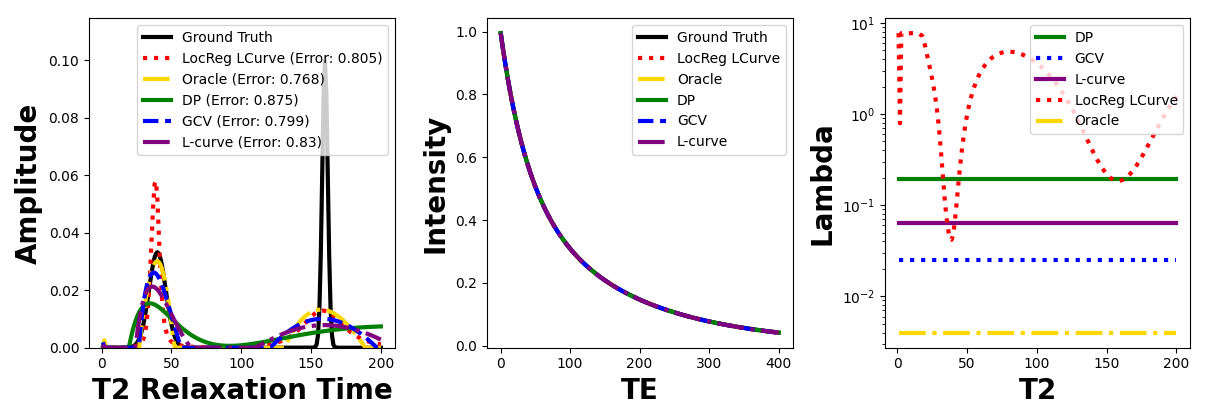 Amplitude
0.10
0.08
0.06
0.04
0.02
0.00
Ground Truth
LocReg LCurve (Error: 0.805)
Oracle (Error: 0.768)
DP (Error: 0.875)
GCV (Error: 0.799)
L-curve (Error: 0.83)
0 50 100 150 200
T2 Relaxation Time
Intensity
1.0
0.8
0.6
0.4
0.2
0.0
Ground Truth
LocReg LCurve
Oracle
DP
GCV
L-curve
0 100 200 300 400
TE
Lambda
10¹
10⁰
10⁻¹
10⁻²
DP
GCV
L-curve
LocReg LCurve
Oracle
0 50 100 150 200
T2